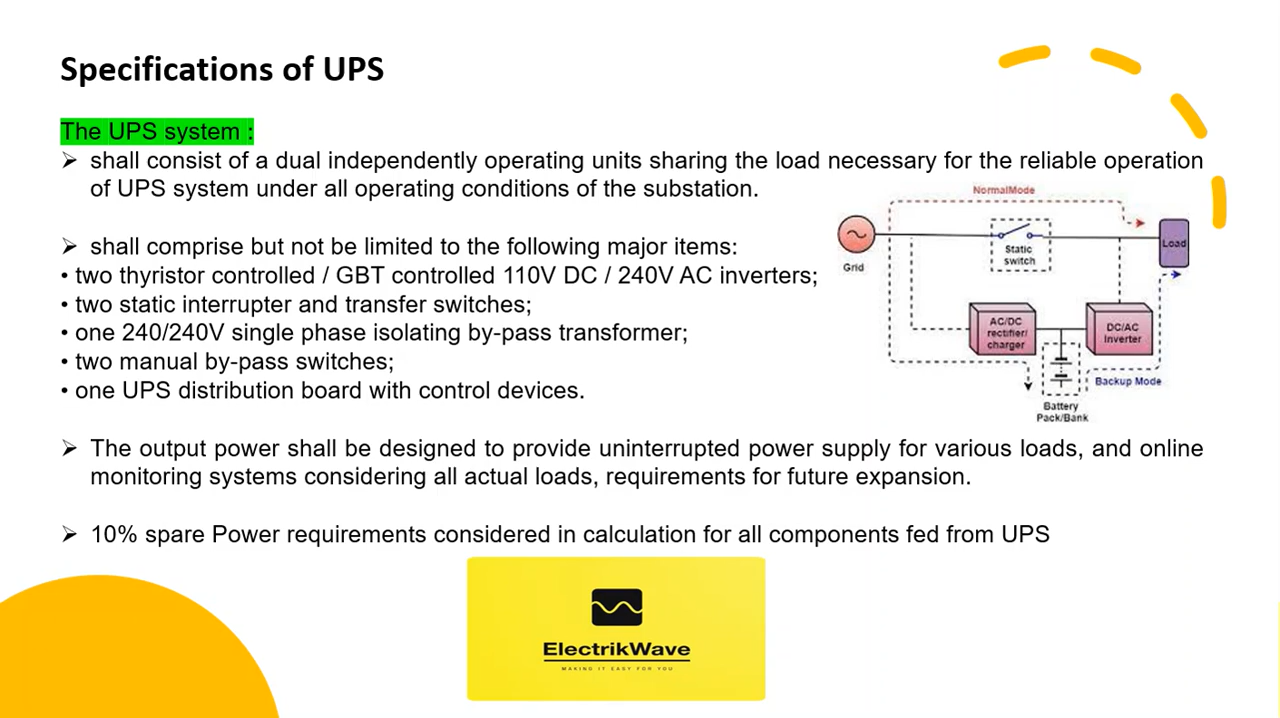 Specifications of UPS
The UPS system :
➢ shall consist of a dual independently operating units sharing the load necessary for the reliable operation
of UPS system under all operating conditions of the substation.
➢ shall comprise but not be limited to the following major items:
• two thyristor controlled / GBT controlled 110V DC / 240V AC inverters;
• two static interrupter and transfer switches;
• one 240/240V single phase isolating by-pass transformer;
• two manual by-pass switches;
• one UPS distribution board with control devices.
NormalMode
Grid
Static
switch
Load
AC/DC
rectifier/
charger
DC/AC
Inverter
Backup Mode
Battery
Pack/Bank
➢ The output power shall be designed to provide uninterrupted power supply for various loads, and online
monitoring systems considering all actual loads, requirements for future expansion.
➢ 10% spare Power requirements considered in calculation for all components fed from UPS
ElectrikWave
MAKING IT EASY FOR YOU